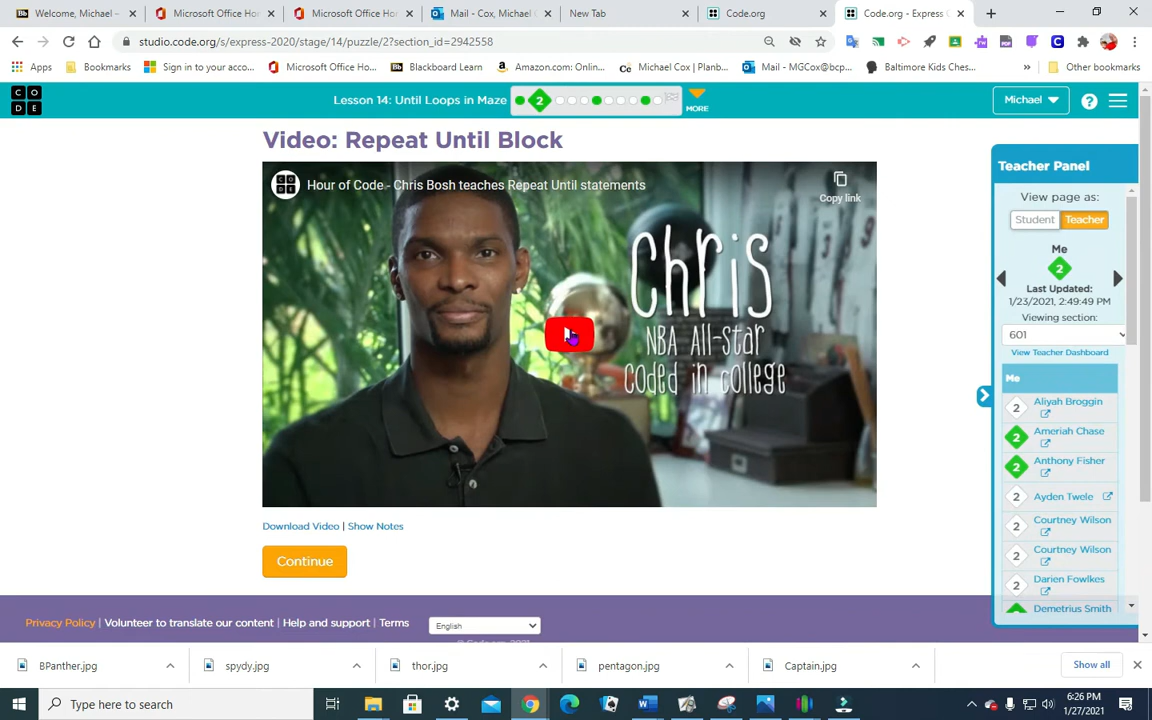 Welcome, Michael –
Microsoft Office Ho
Microsoft Office Ho
Mail - Cox, Michael
New Tab
Code.org
Code.org - Express C
studio.code.org/s/express-2020/stage/14/puzzle/2?section_id=2942558
Apps
Bookmarks
Sign in to your acco...
Microsoft Office Ho...
Blackboard Learn
Amazon.com: Onlin...
Michael Cox | Planb...
Mail - MGCox@bcp...
Baltimore Kids Ches...
»
Other bookmarks
C O
D E
Lesson 14: Until Loops in Maze
2
MORE
Michael
?
Video: Repeat Until Block
Hour of Code - Chris Bosh teaches Repeat Until statements
Copy link
Chris
NBA All-Star
coded in college
Download Video | Show Notes
Continue
Teacher Panel
View page as:
Student Teacher
Me
2
Last Updated:
1/23/2021, 2:49:49 PM
Viewing section:
601
View Teacher Dashboard
Me
2 Aliyah Broggin
2 Ameriah Chase
2 Anthony Fisher
2 Ayden Twele
2 Courtney Wilson
2 Courtney Wilson
2 Darien Fowlkes
Demetrius Smith
Privacy Policy | Volunteer to translate our content | Help and support | Terms
English
© Code.org, 2021
BPanther.jpg
spydy.jpg
thor.jpg
pentagon.jpg
Captain.jpg
Show all
Type here to search
6:26 PM
1/27/2021